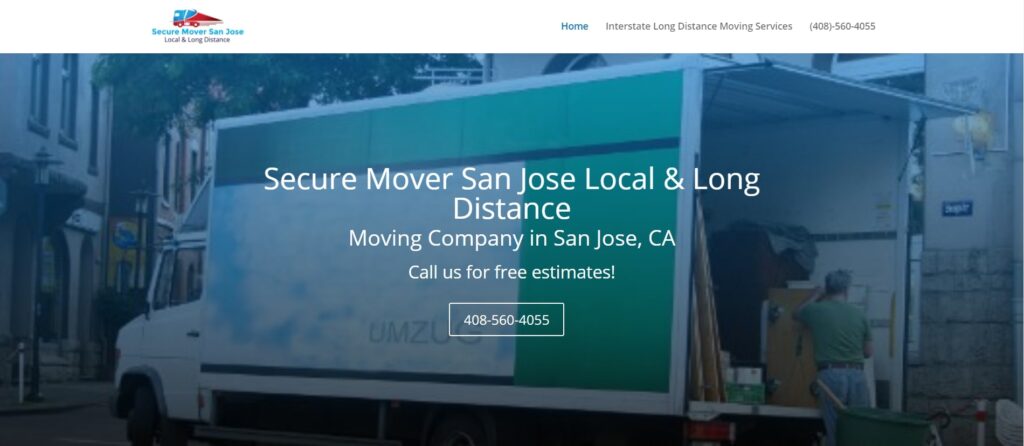 Secure Mover San Jose
Local & Long Distance
Home
Interstate Long Distance Moving Services
(408)-560-4055
Secure Mover San Jose Local & Long
Distance
Moving Company in San Jose, CA
Call us for free estimates!
408-560-4055
UMZUG